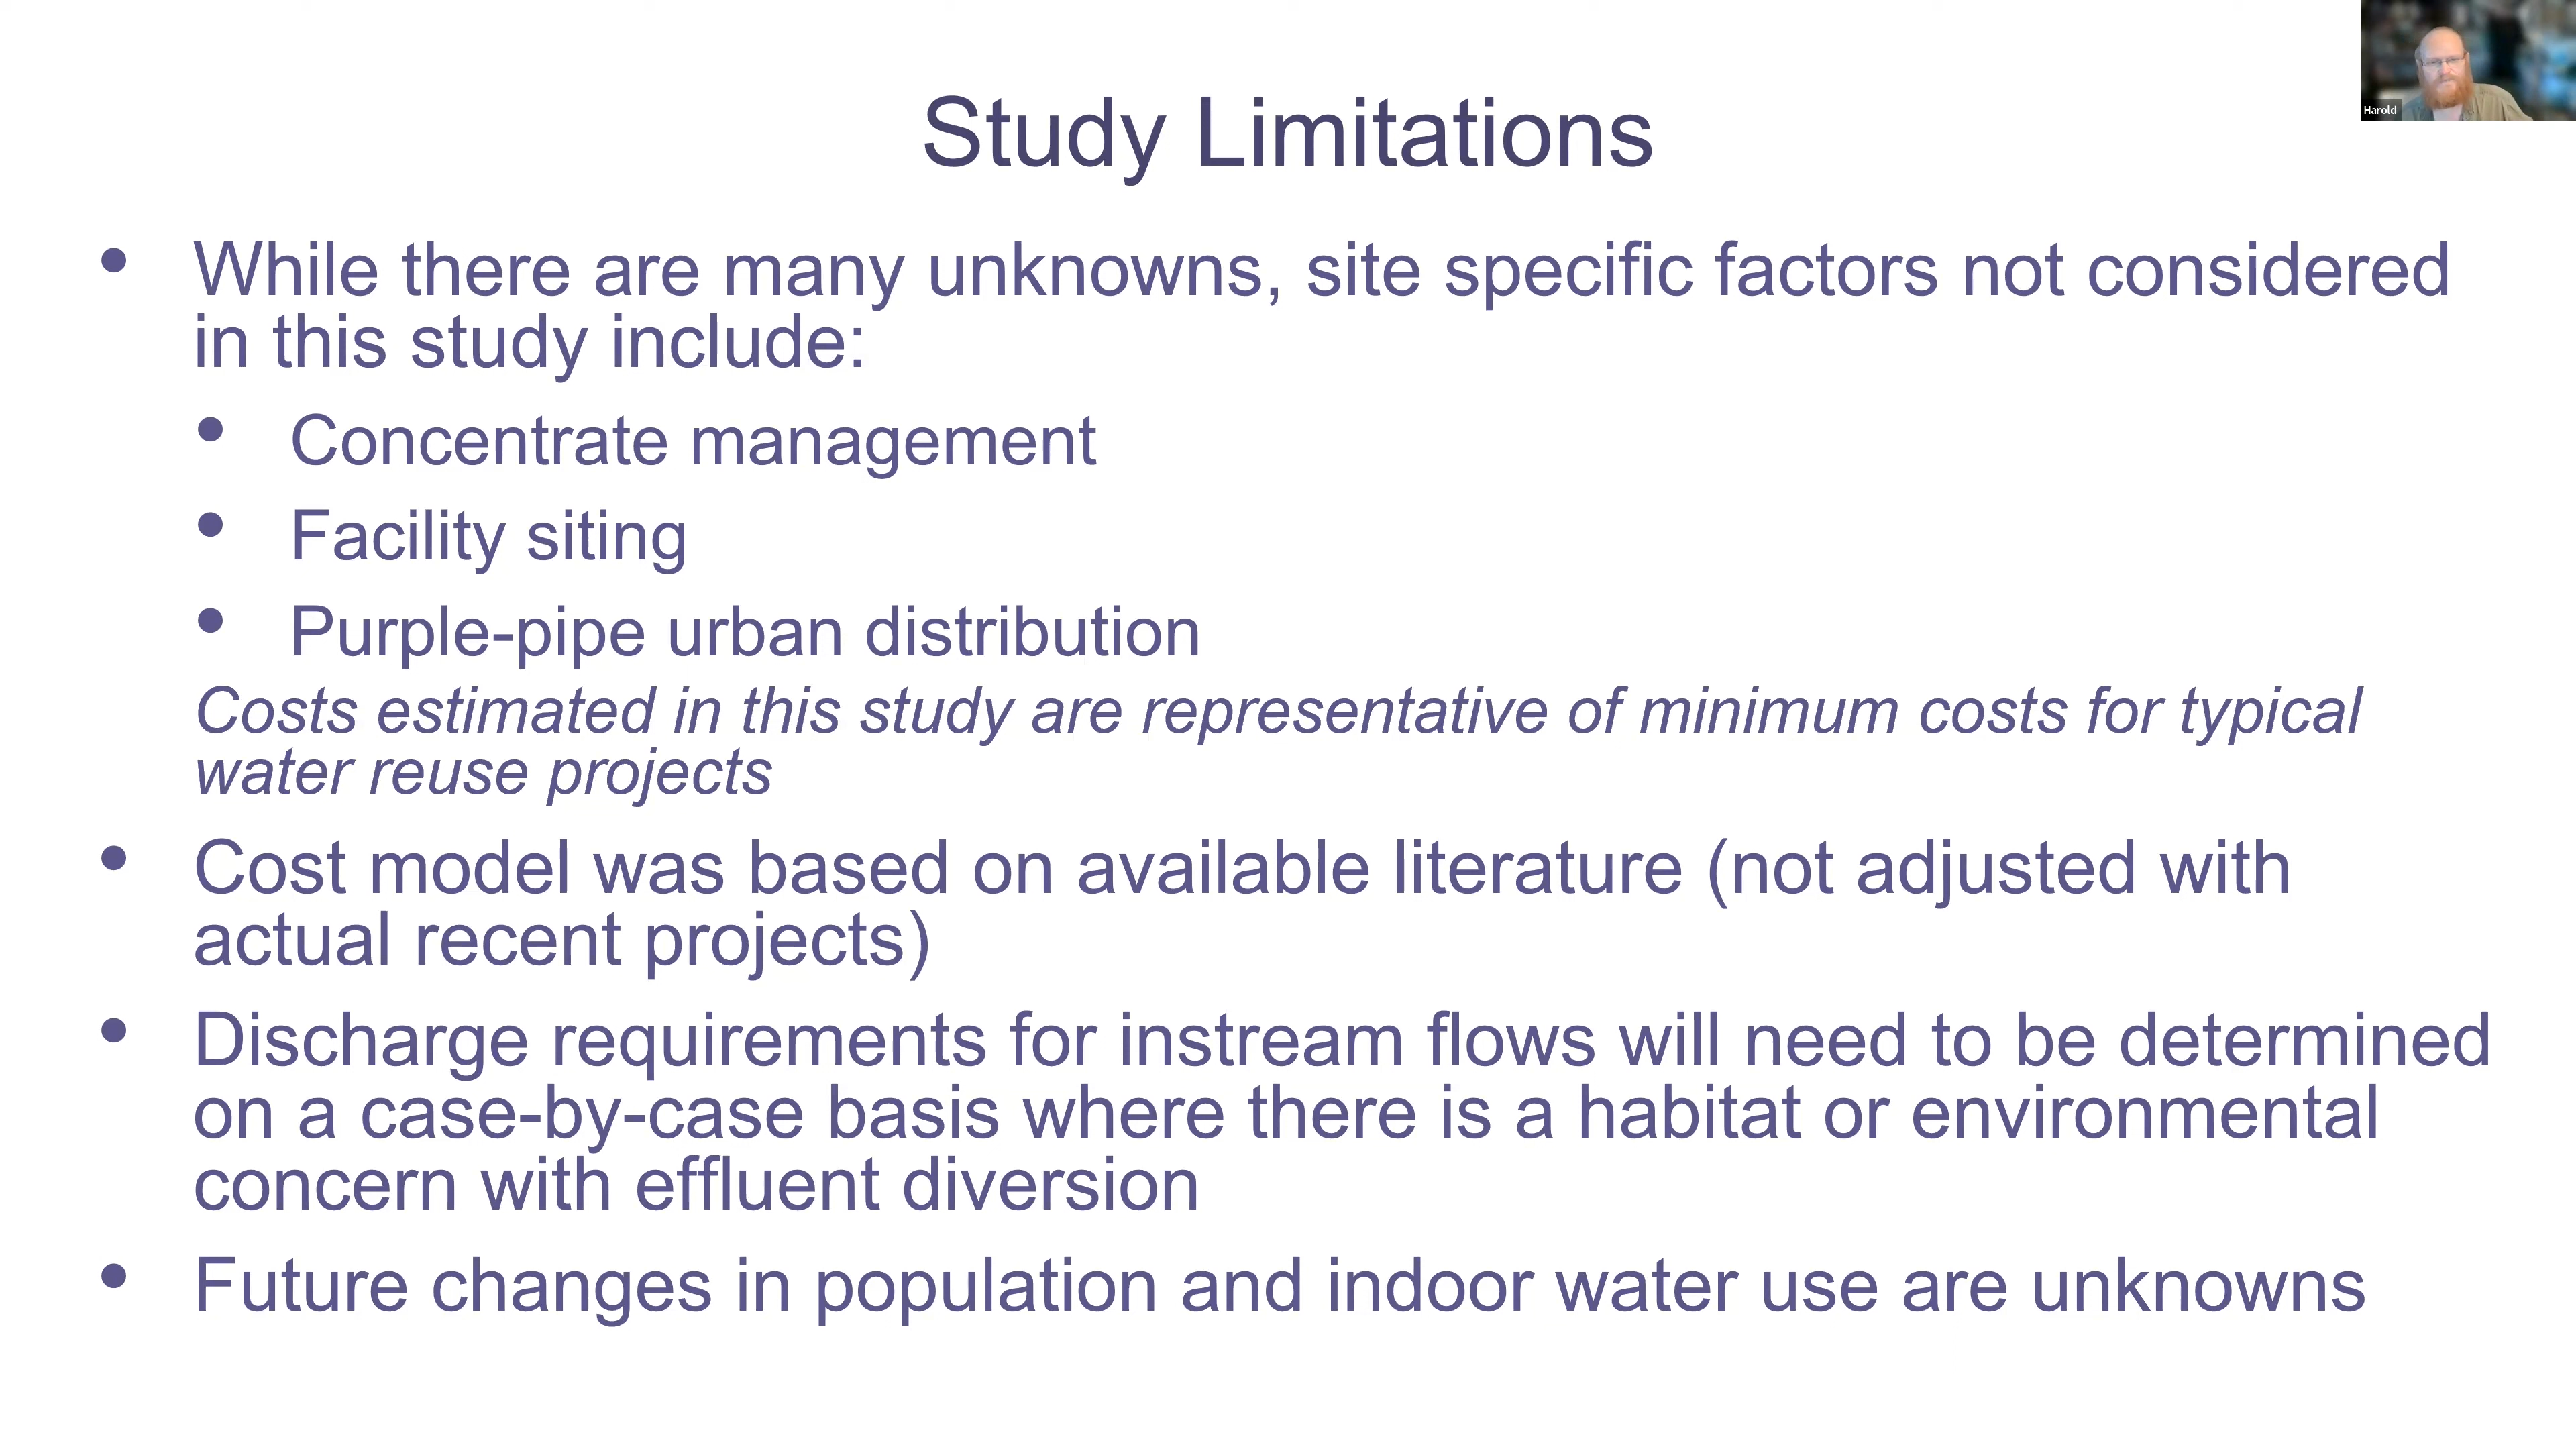 Harold
Study Limitations
• While there are many unknowns, site specific factors not considered
in this study include:
• Concentrate management
• Facility siting
• Purple-pipe urban distribution
Costs estimated in this study are representative of minimum costs for typical
water reuse projects
• Cost model was based on available literature (not adjusted with
actual recent projects)
• Discharge requirements for instream flows will need to be determined
on a case-by-case basis where there is a habitat or environmental
concern with effluent diversion
• Future changes in population and indoor water use are unknowns